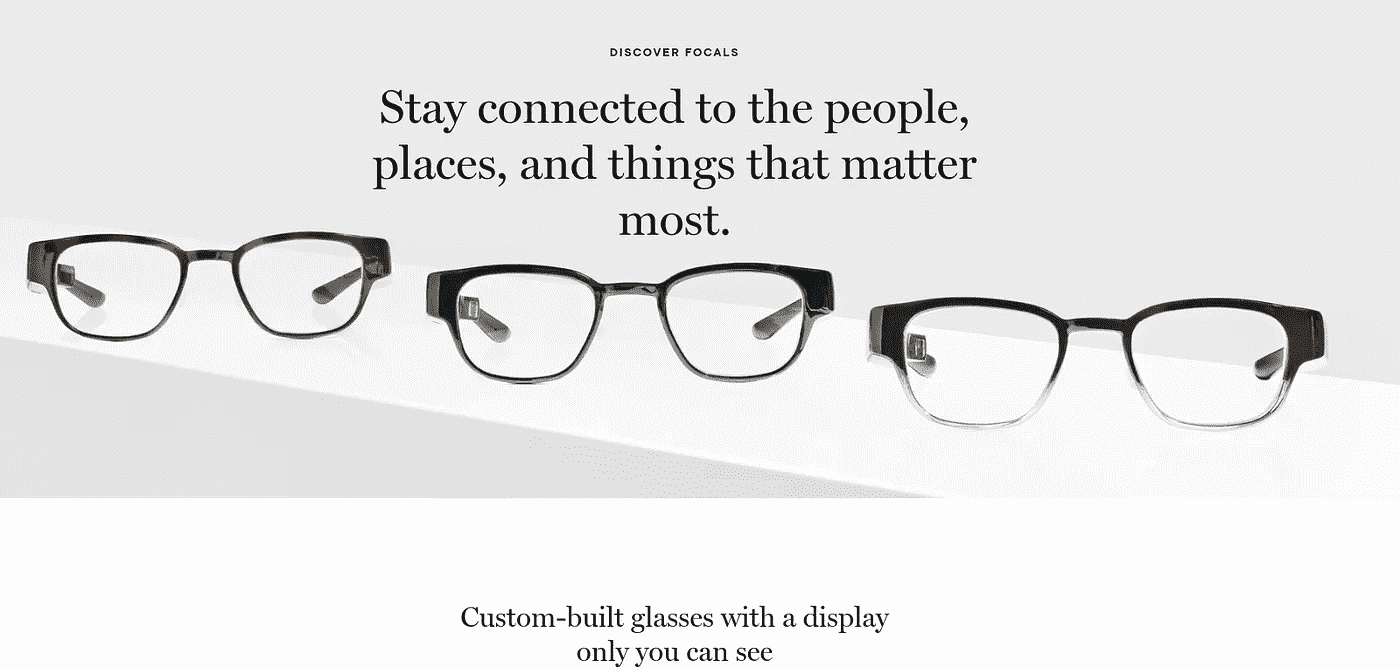 DISCOVER FOCALS
Stay connected to the people,
places, and things that matter
most.
Custom-built glasses with a display
only you can see